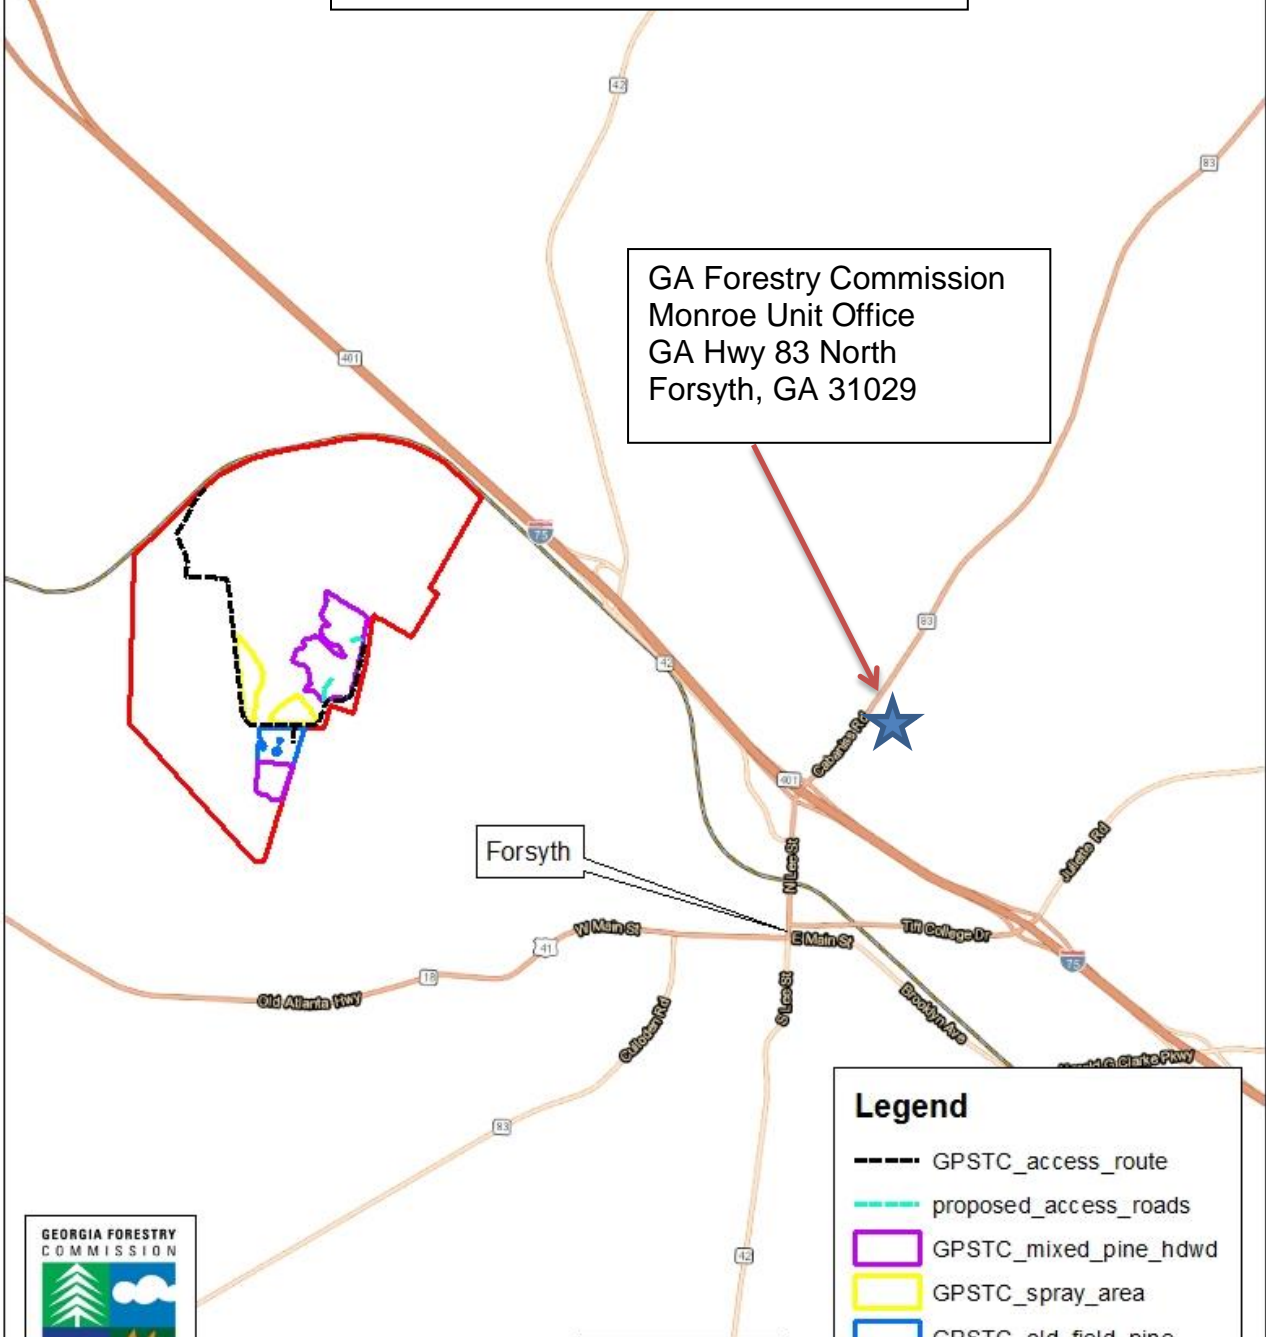 42
83
GA Forestry Commission
Monroe Unit Office
GA Hwy 83 North
Forsyth, GA 31029
401
75
83
42
Cabaniss Rd
401
Juliette Rd
Forsyth
N Lee St
W Main St
E Main St
Tift College Dr
41
75
18
Old Atlanta Hwy
S Lee St
Brooklyn Ave
Culloden Rd
Harold G Clarke Pkwy
83
42
Legend
GPSTC_access_route
proposed_access_roads
GPSTC_mixed_pine_hdwd
GPSTC_spray_area
GPSTC_old_field_pine
GEORGIA FORESTRY
COMMISSION